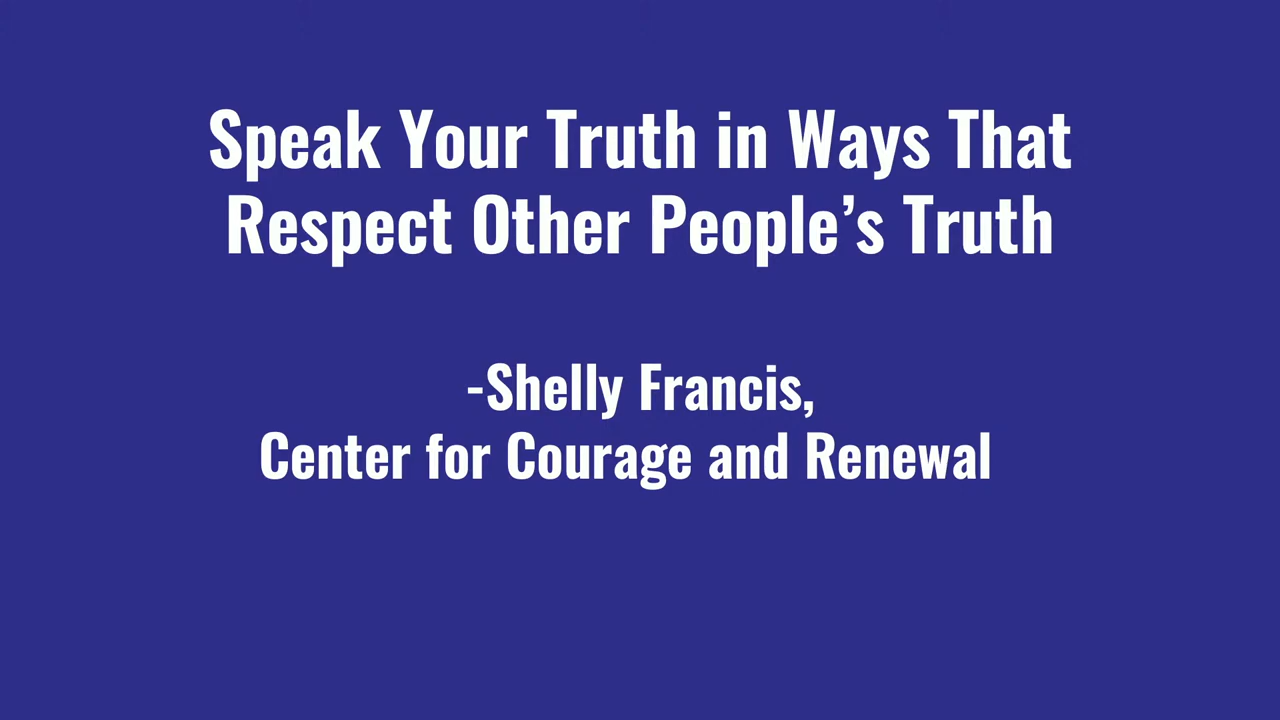 Speak Your Truth in Ways That
Respect Other People’s Truth
-Shelly Francis,
Center for Courage and Renewal